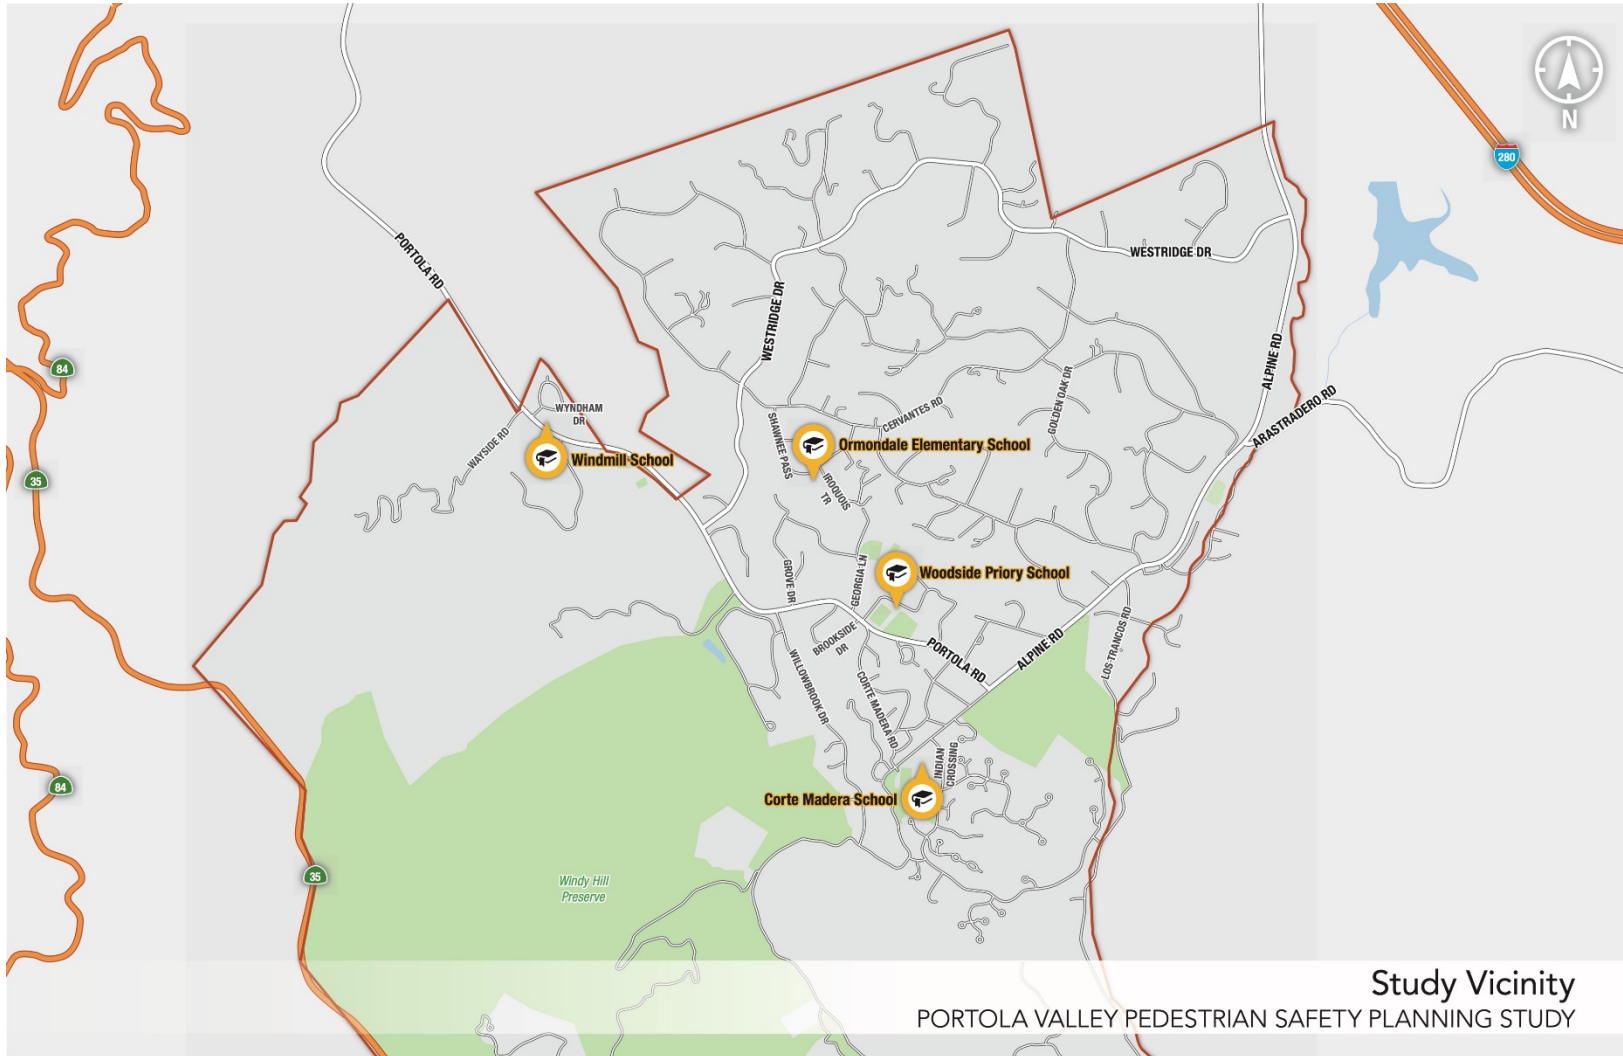 280
N
PORTOLA RD
WESTRIDGE DR
WESTRIDGE DR
ALPINE RD
84
GOLDEN OAK DR
ARASTRADERO RD
WYNDHAM
DR
CERVANTES RD
SHAWNEE PASS
WAYSIDE RD
Ormondale Elementary School
Windmill School
35
IROQUOIS
TR
GROVE DR
GEORGIA LN
Woodside Priory School
BROOKSIDE
DR
PORTOLA RD
ALPINE RD
LOS TRANCOS RD
WILLOWBROOK DR
CORTE MADERA RD
INDIAN
CROSSING
84
Corte Madera School
35
Windy Hill
Preserve
Study Vicinity
PORTOLA VALLEY PEDESTRIAN SAFETY PLANNING STUDY